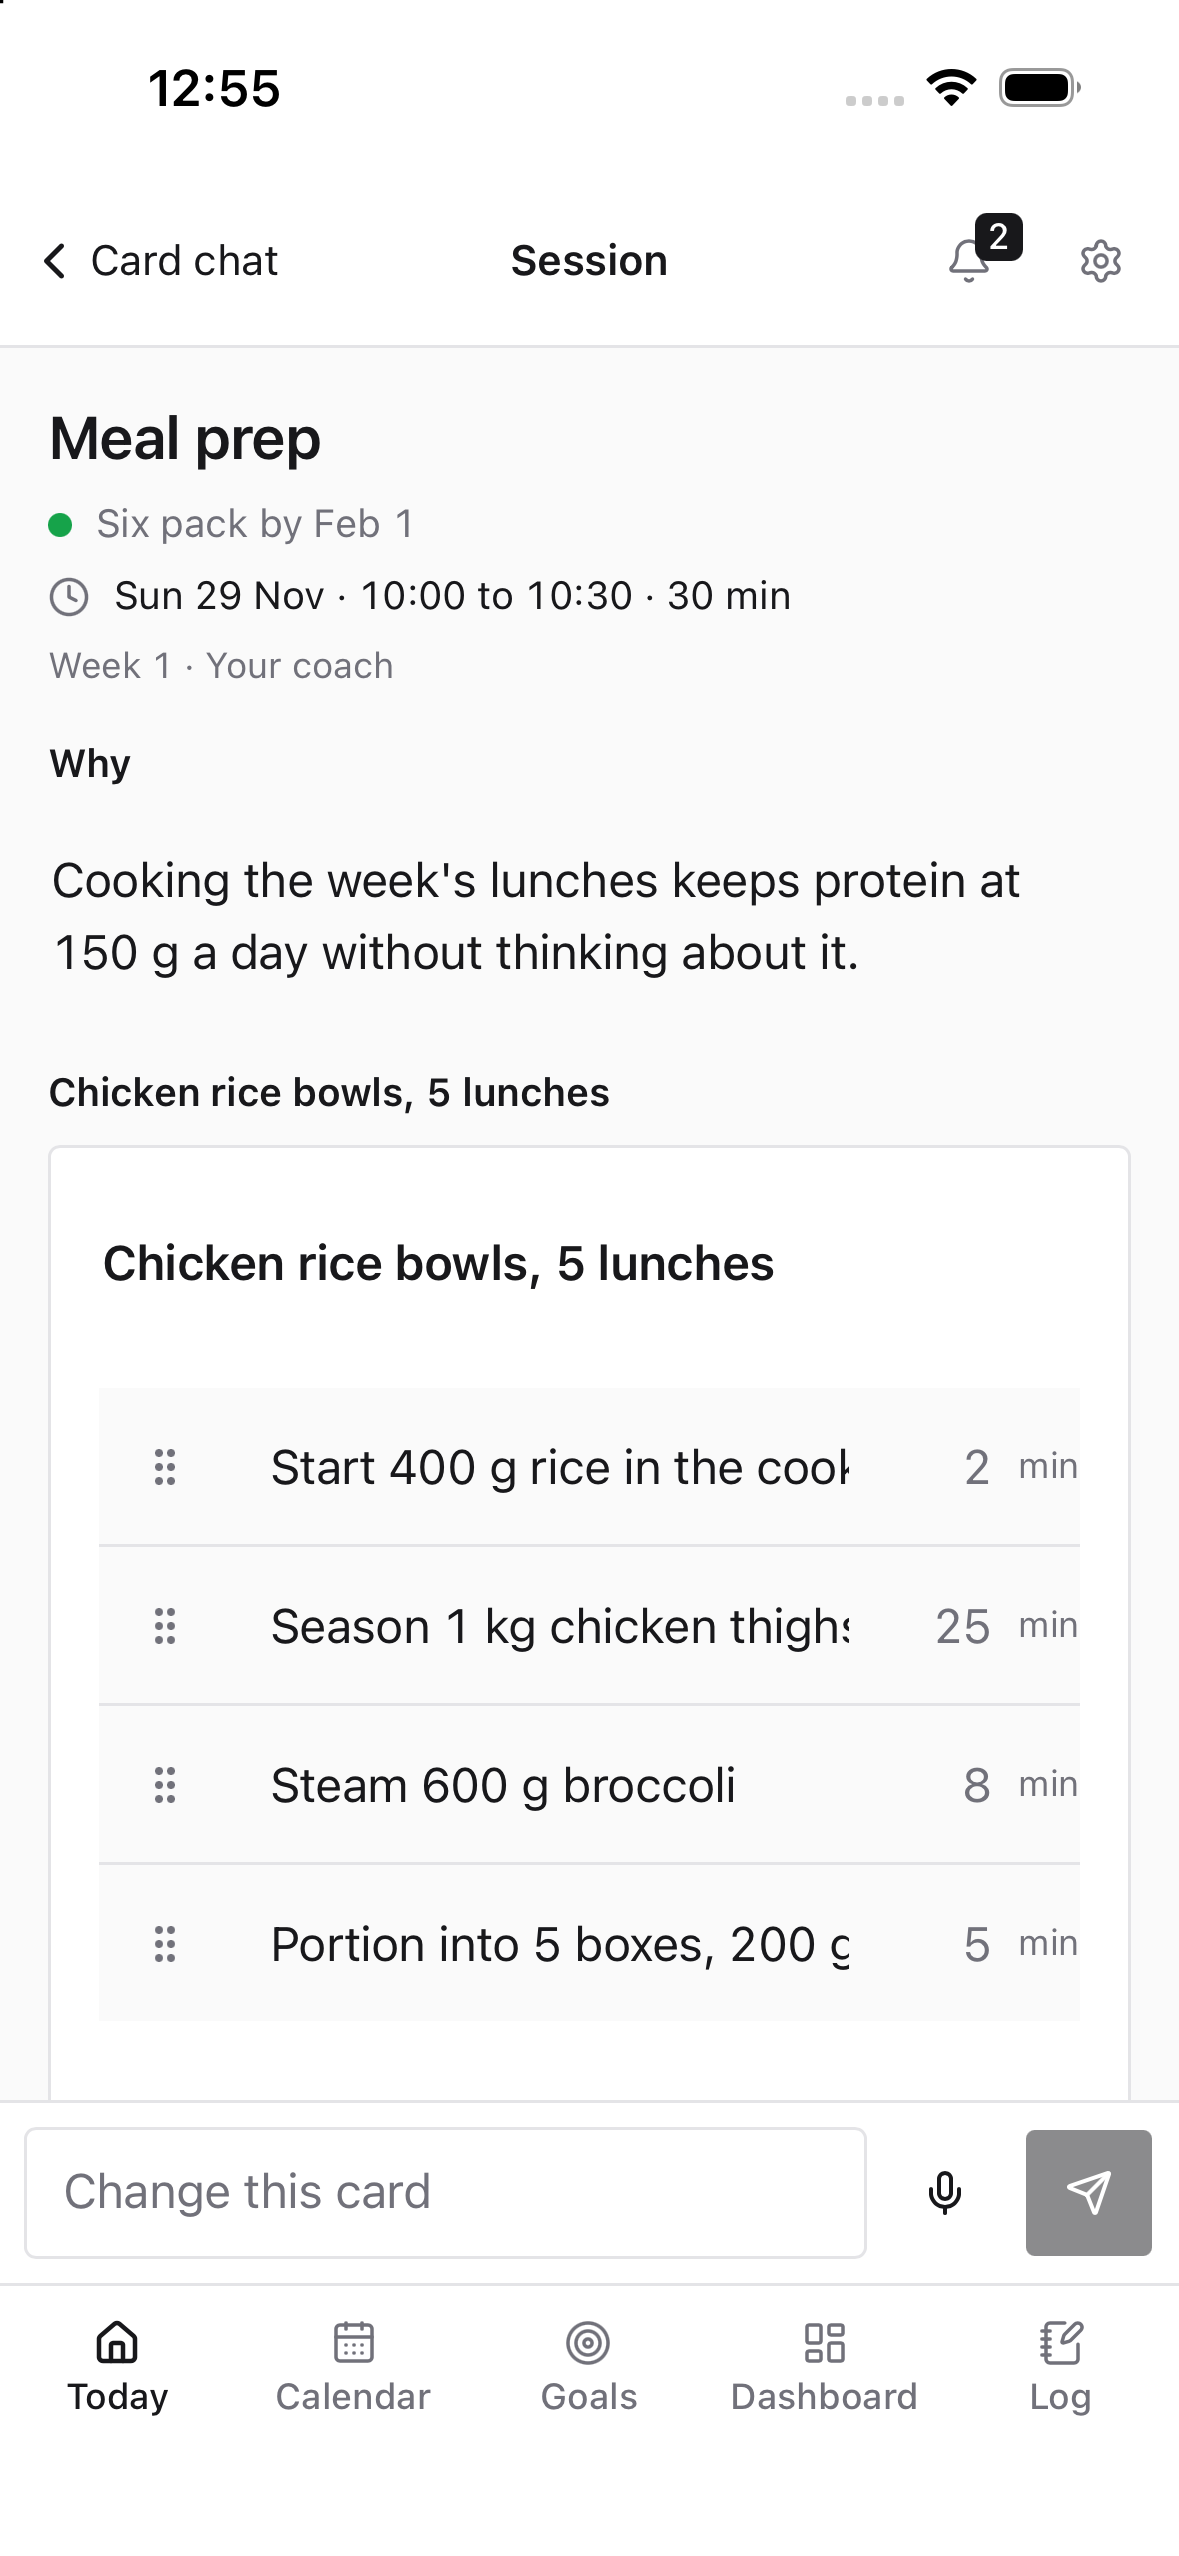 12:55
Card chat
Session
2
Meal prep
Six pack by Feb 1
Sun 29 Nov · 10:00 to 10:30 · 30 min
Week 1 · Your coach
Why
Cooking the week's lunches keeps protein at
150 g a day without thinking about it.
Chicken rice bowls, 5 lunches
Chicken rice bowls, 5 lunches
Start 400 g rice in the cook 2 min
Season 1 kg chicken thighs 25 min
Steam 600 g broccoli 8 min
Portion into 5 boxes, 200 g 5 min
Change this card
Today Calendar Goals Dashboard Log